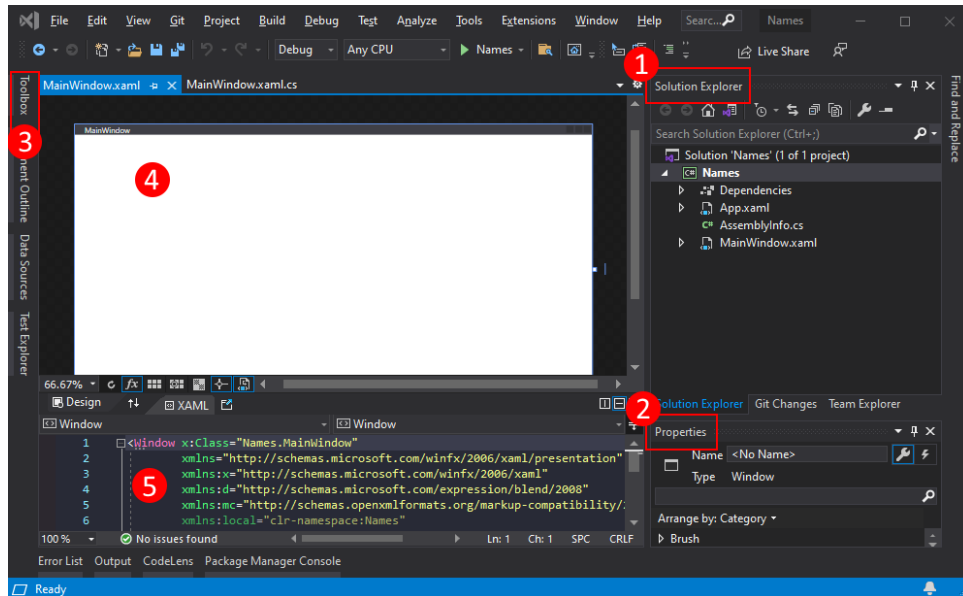 File Edit View Git Project Build Debug Test Analyze Tools Extensions Window Help Searc... Names
Debug Any CPU Names Live Share
1
Toolbox
3
ment Outline
Data Sources
Test Explorer
MainWindow.xaml MainWindow.xaml.cs
MainWindow
4
66.67%
fx
Design XAML
Window Window
1 <Window x:Class="Names.MainWindow"
2 xmlns="http://schemas.microsoft.com/winfx/2006/xaml/presentation"
3 xmlns:x="http://schemas.microsoft.com/winfx/2006/xaml"
4 xmlns:d="http://schemas.microsoft.com/expression/blend/2008"
5 xmlns:mc="http://schemas.openxmlformats.org/markup-compatibility/
6 xmlns:local="clr-namespace:Names"
5
100 % No issues found Ln: 1 Ch: 1 SPC CRLF
Solution Explorer
Search Solution Explorer (Ctrl+;)
Solution 'Names' (1 of 1 project)
C# Names
Dependencies
App.xaml
C# AssemblyInfo.cs
MainWindow.xaml
Solution Explorer Git Changes Team Explorer
2
Properties
Name <No Name>
Type Window
Arrange by: Category
Brush
Find and Replace
Error List Output CodeLens Package Manager Console
Ready